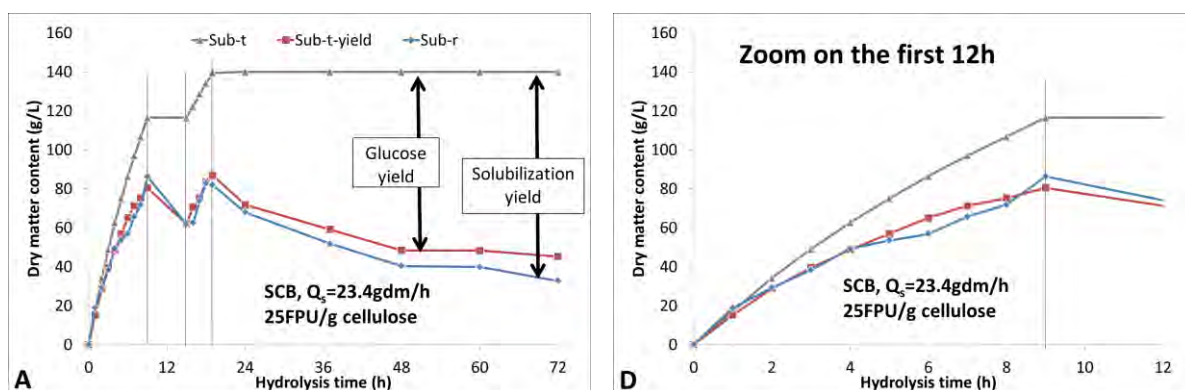 160
140
120
100
80
60
40
20
0
Dry matter content (g/L)
Sub-t
Sub-t-yield
Sub-r
Glucose
yield
Solubilization
yield
SCB, Qs=23.4gdm/h
25FPU/g cellulose
0 12 24 36 48 60 72
Hydrolysis time (h)
A
160
140
120
100
80
60
40
20
0
Dry matter content (g/L)
Zoom on the first 12h
SCB, Qs=23.4gdm/h
25FPU/g cellulose
0 2 4 6 8 10 12
Hydrolysis time (h)
D